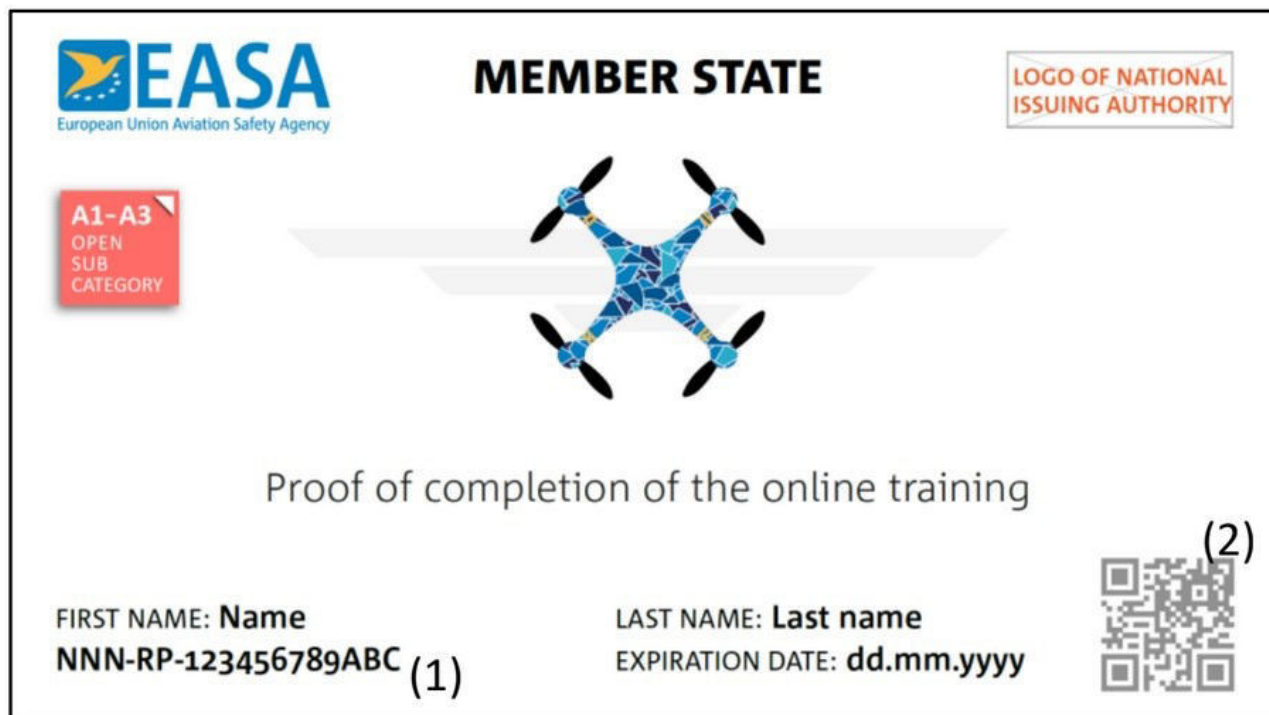 EASA
European Union Aviation Safety Agency
MEMBER STATE
LOGO OF NATIONAL
ISSUING AUTHORITY
A1-A3
OPEN
SUB
CATEGORY
Proof of completion of the online training
(2)
FIRST NAME: Name
LAST NAME: Last name
NNN-RP-123456789ABC (1)
EXPIRATION DATE: dd.mm.yyyy